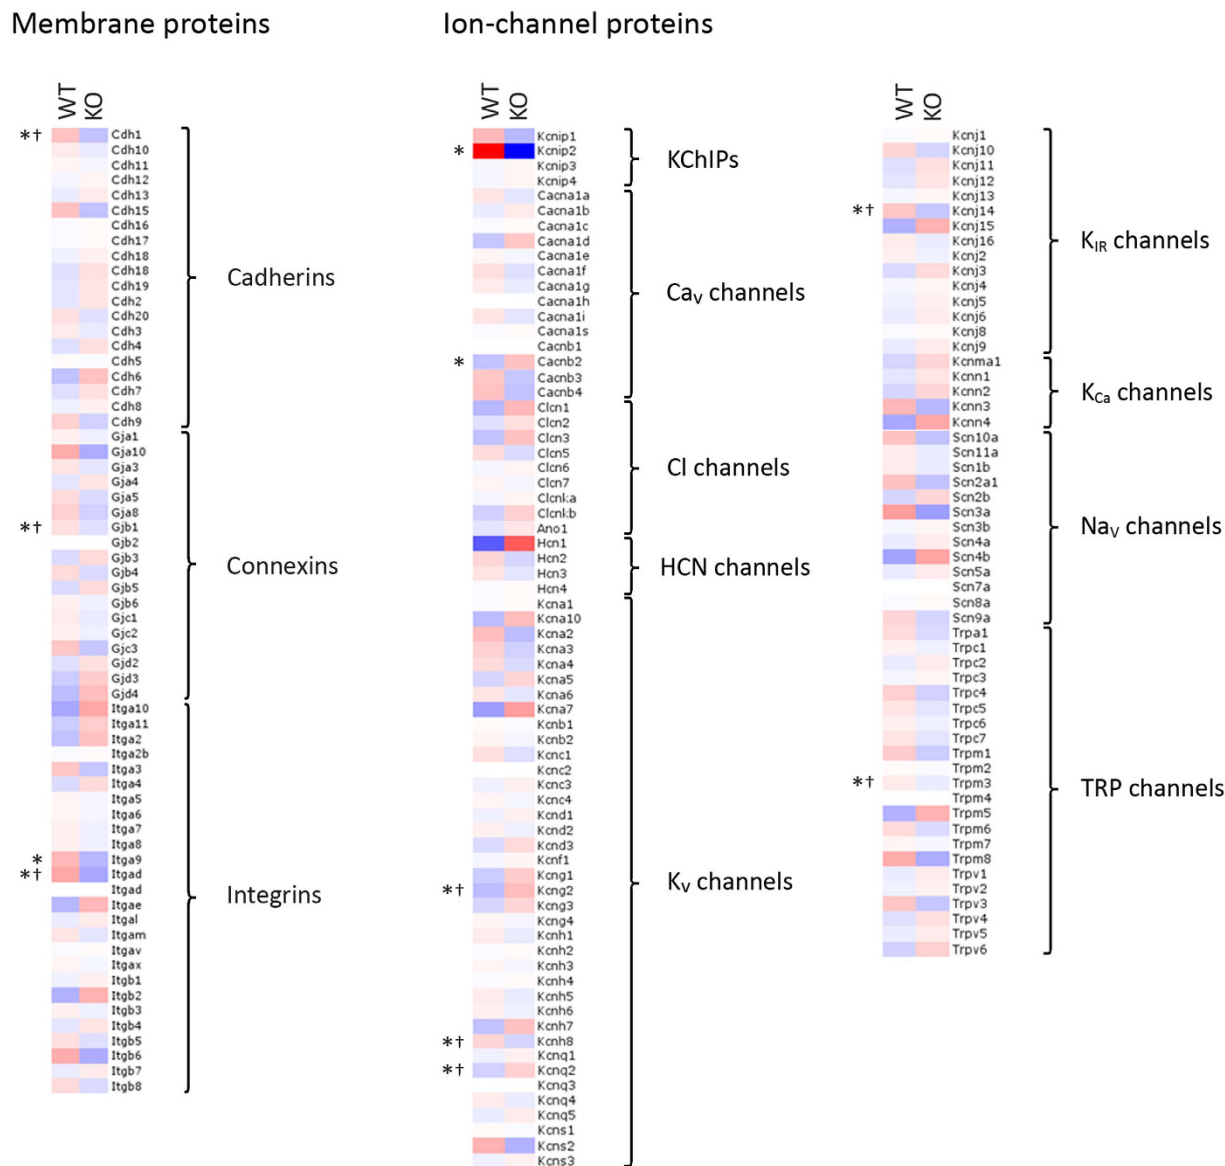 Membrane proteins
WT KO
*† Cdh1
Cdh10
Cdh11
Cdh12
Cdh13
Cdh15
Cdh16
Cdh17
Cdh18
Cdh18
Cdh19
Cdh2
Cdh20
Cdh3
Cdh4
Cdh5
Cdh6
Cdh7
Cdh8
Cdh9
Cadherins
Gja1
Gja10
Gja3
Gja4
Gja5
Gja8
*† Gjb1
Gjb2
Gjb3
Gjb4
Gjb5
Gjb6
Gjc1
Gjc2
Gjc3
Gjd2
Gjd3
Gjd4
Connexins
Itga10
Itga11
Itga2
Itga2b
Itga3
Itga4
Itga5
Itga6
Itga7
Itga8
* Itga9
*† Itgad
Itgad
Itgae
Itgal
Itgam
Itgav
Itgax
Itgb1
Itgb2
Itgb3
Itgb4
Itgb5
Itgb6
Itgb7
Itgb8
Integrins
Ion-channel proteins
WT KO
Kcnip1
* Kcnip2
Kcnip3
Kcnip4
KChIPs
Cacna1a
Cacna1b
Cacna1c
Cacna1d
Cacna1e
Cacna1f
Cacna1g
Cacna1h
Cacna1i
Cacna1s
Cacnb1
* Cacnb2
Cacnb3
Cacnb4
CaV channels
Clcn1
Clcn2
Clcn3
Clcn5
Clcn6
Clcn7
Clcnka
Clcnkb
Ano1
Cl channels
Hcn1
Hcn2
Hcn3
Hcn4
HCN channels
Kcna1
Kcna10
Kcna2
Kcna3
Kcna4
Kcna5
Kcna6
Kcna7
Kcnb1
Kcnb2
Kcnc1
Kcnc2
Kcnc3
Kcnc4
Kcnd1
Kcnd2
Kcnd3
Kcnf1
Kcng1
*† Kcng2
Kcng3
Kcng4
Kcnh1
Kcnh2
Kcnh3
Kcnh4
Kcnh5
Kcnh6
Kcnh7
*† Kcnh8
Kcnq1
*† Kcnq2
Kcnq3
Kcnq4
Kcnq5
Kcns1
Kcns2
Kcns3
KV channels
WT KO
Kcnj1
Kcnj10
Kcnj11
Kcnj12
Kcnj13
*† Kcnj14
Kcnj15
Kcnj16
Kcnj2
Kcnj3
Kcnj4
Kcnj5
Kcnj6
Kcnj8
Kcnj9
KIR channels
Kcnma1
Kcnn1
Kcnn2
Kcnn3
Kcnn4
KCa channels
Scn10a
Scn11a
Scn1b
Scn2a1
Scn2b
Scn3a
Scn3b
Scn4a
Scn4b
Scn5a
Scn7a
Scn8a
Scn9a
NaV channels
Trpa1
Trpc1
Trpc2
Trpc3
Trpc4
Trpc5
Trpc6
Trpc7
Trpm1
Trpm2
*† Trpm3
Trpm4
Trpm5
Trpm6
Trpm7
Trpm8
Trpv1
Trpv2
Trpv3
Trpv4
Trpv5
Trpv6
TRP channels